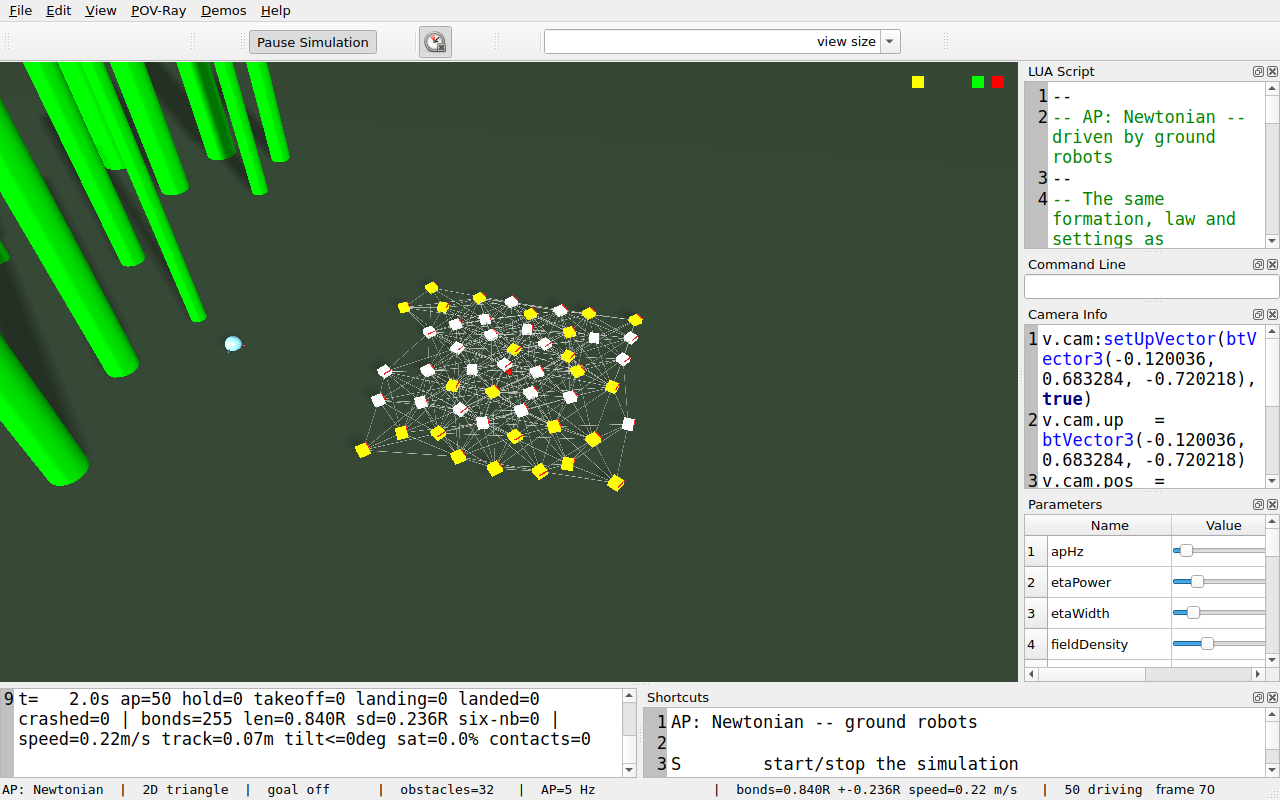 File Edit View POV-Ray Demos Help
Pause Simulation
view size
LUA Script
1 --
2 -- AP: Newtonian --
driven by ground
robots
3 --
4 -- The same
formation, law and
settings as
Command Line
Camera Info
1 v.cam:setUpVector(btV
ector3(-0.120036,
0.683284, -0.720218),
true)
2 v.cam.up   =
btVector3(-0.120036,
0.683284, -0.720218)
3 v.cam.pos  =
Parameters
Name Value
1 apHz
2 etaPower
3 etaWidth
4 fieldDensity
9 t=   2.0s ap=50 hold=0 takeoff=0 landing=0 landed=0
crashed=0 | bonds=255 len=0.840R sd=0.236R six-nb=0 |
speed=0.22m/s track=0.07m tilt<=0deg sat=0.0% contacts=0
Shortcuts
1 AP: Newtonian -- ground robots
2
3 S        start/stop the simulation
AP: Newtonian  |  2D triangle  |  goal off      |  obstacles=32   |  AP=5 Hz               |  bonds=0.840R +-0.236R speed=0.22 m/s   |  50 driving  frame 70